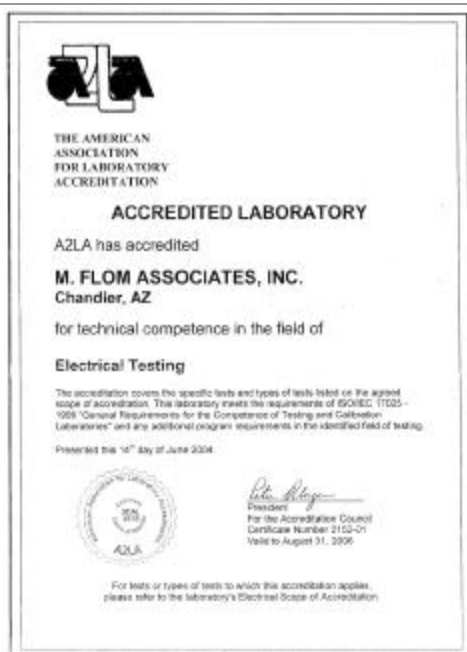 A2LA
THE AMERICAN
ASSOCIATION
FOR LABORATORY
ACCREDITATION
ACCREDITED LABORATORY
A2LA has accredited
M. FLOM ASSOCIATES, INC.
Chandler, AZ
for technical competence in the field of
Electrical Testing
The accreditation covers the specific tests and types of tests listed on the agreed
scope of accreditation. This laboratory meets the requirements of ISO/IEC 17025 -
1999 "General Requirements for the Competence of Testing and Calibration
Laboratories" and any additional program requirements in the identified field of testing.
Presented this 14th day of June 2004
SEAL
A2LA
President
For the Accreditation Council
Certificate Number 2152-01
Valid to August 31, 2006
For tests or types of tests to which this accreditation applies,
please refer to the laboratory's Electrical Scope of Accreditation